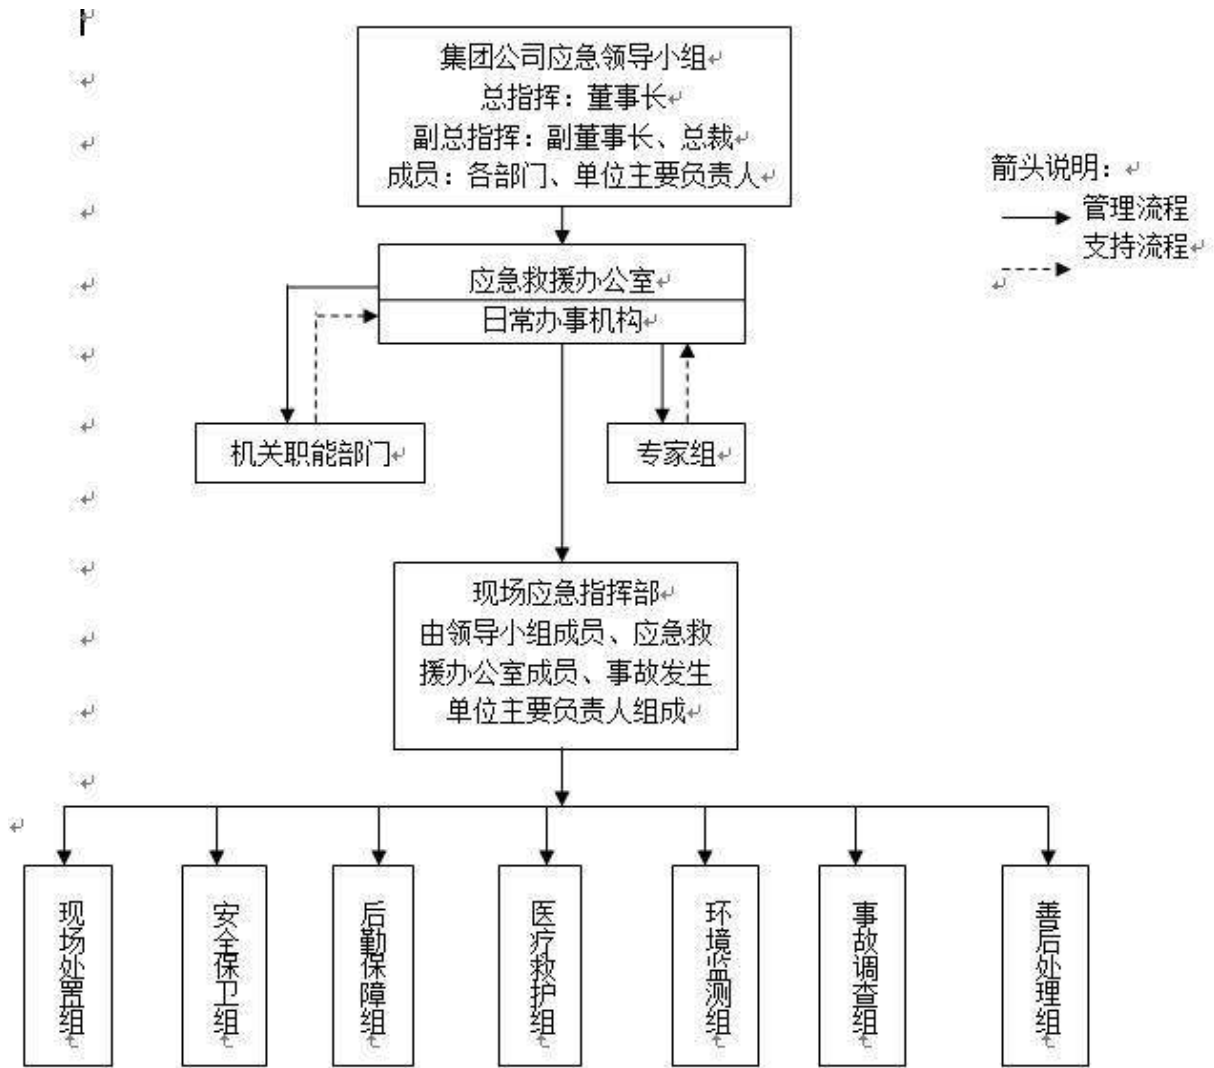 集团公司应急领导小组
总指挥：董事长
副总指挥：副董事长、总裁
成员：各部门、单位主要负责人
箭头说明：
管理流程
支持流程
应急救援办公室
日常办事机构
机关职能部门
专家组
现场应急指挥部
由领导小组成员、应急救
援办公室成员、事故发生
单位主要负责人组成
现场处置组
安全保卫组
后勤保障组
医疗救护组
环境监测组
事故调查组
善后处理组